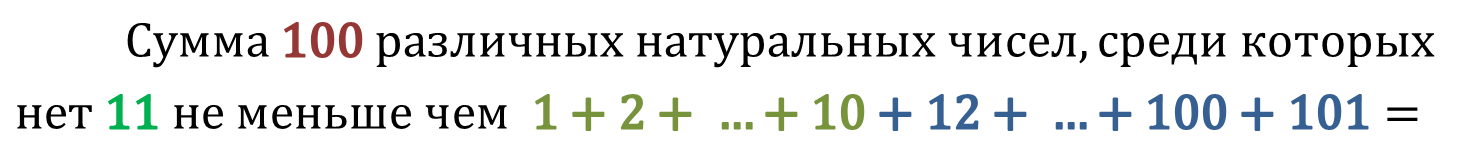 Сумма 100 различных натуральных чисел, среди которых
нет 11 не меньше чем 1 + 2 + ... + 10 + 12 + ... + 100 + 101 =